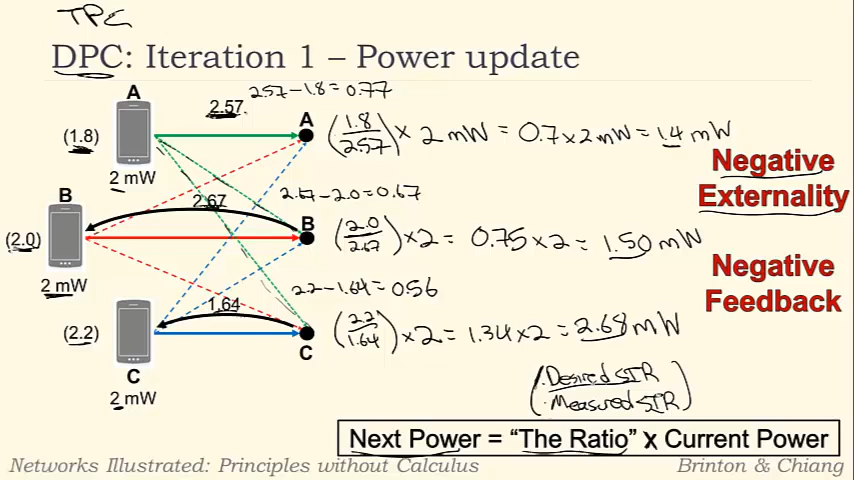 TPC
DPC: Iteration 1 – Power update
A
2.57
2.57-1.8=0.77
A
(1.8)
(1.8/2.57) × 2 mW = 0.7×2mW = 1.4 mW
2 mW
Negative
Externality
B
2.67
2.67-2.0=0.67
(2.0)
B
(2.0/2.67)×2 = 0.75×2 = 1.50 mW
2 mW
Negative
Feedback
2.2-1.64=0.56
1.64
(2.2)
(2.2/1.64)×2 = 1.34×2 = 2.68 mW
C
C
2 mW
(Desired SIR
Measured SIR)
Next Power = “The Ratio” x Current Power
Networks Illustrated: Principles without Calculus
Brinton & Chiang